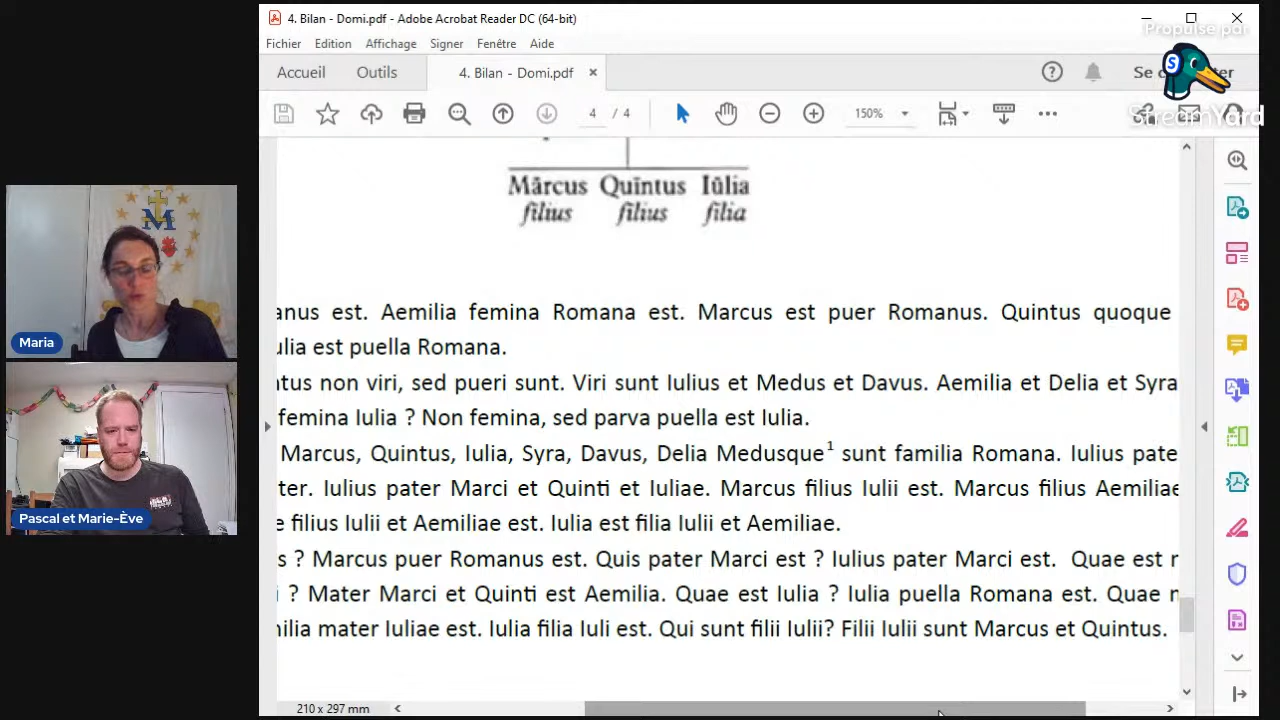 4. Bilan - Domi.pdf - Adobe Acrobat Reader DC (64-bit)
Propulsé par
Fichier Edition Affichage Signer Fenêtre Aide
Accueil Outils 4. Bilan - Domi.pdf × Se
StreamYard
4 / 4 150%
Mārcus Quīntus Iūlia
fīlius fīlius fīlia
anus est. Aemilia femina Romana est. Marcus est puer Romanus. Quintus quoque
ulia est puella Romana.
ntus non viri, sed pueri sunt. Viri sunt Iulius et Medus et Davus. Aemilia et Delia et Syra
femina Iulia ? Non femina, sed parva puella est Iulia.
Marcus, Quintus, Iulia, Syra, Davus, Delia Medusque¹ sunt familia Romana. Iulius pate
ter. Iulius pater Marci et Quinti et Iuliae. Marcus filius Iulii est. Marcus filius Aemiliae
e filius Iulii et Aemiliae est. Iulia est filia Iulii et Aemiliae.
s ? Marcus puer Romanus est. Quis pater Marci est ? Iulius pater Marci est. Quae est
i ? Mater Marci et Quinti est Aemilia. Quae est Iulia ? Iulia puella Romana est. Quae
nilia mater Iuliae est. Iulia filia Iuli est. Qui sunt filii Iulii? Filii Iulii sunt Marcus et Quintus.
210 x 297 mm
M
Maria
Pascal et Marie-Ève